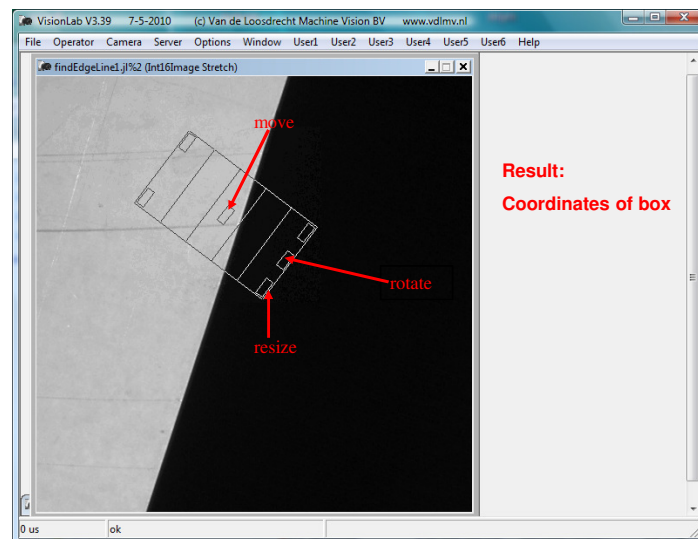 VisionLab V3.39 7-5-2010 (c) Van de Loosdrecht Machine Vision BV www.vdlmv.nl
File Operator Camera Server Options Window User1 User2 User3 User4 User5 User6 Help
findEdgeLine1.jl%2 (Int16Image Stretch)
move
Result:
Coordinates of box
rotate
resize
0 us ok